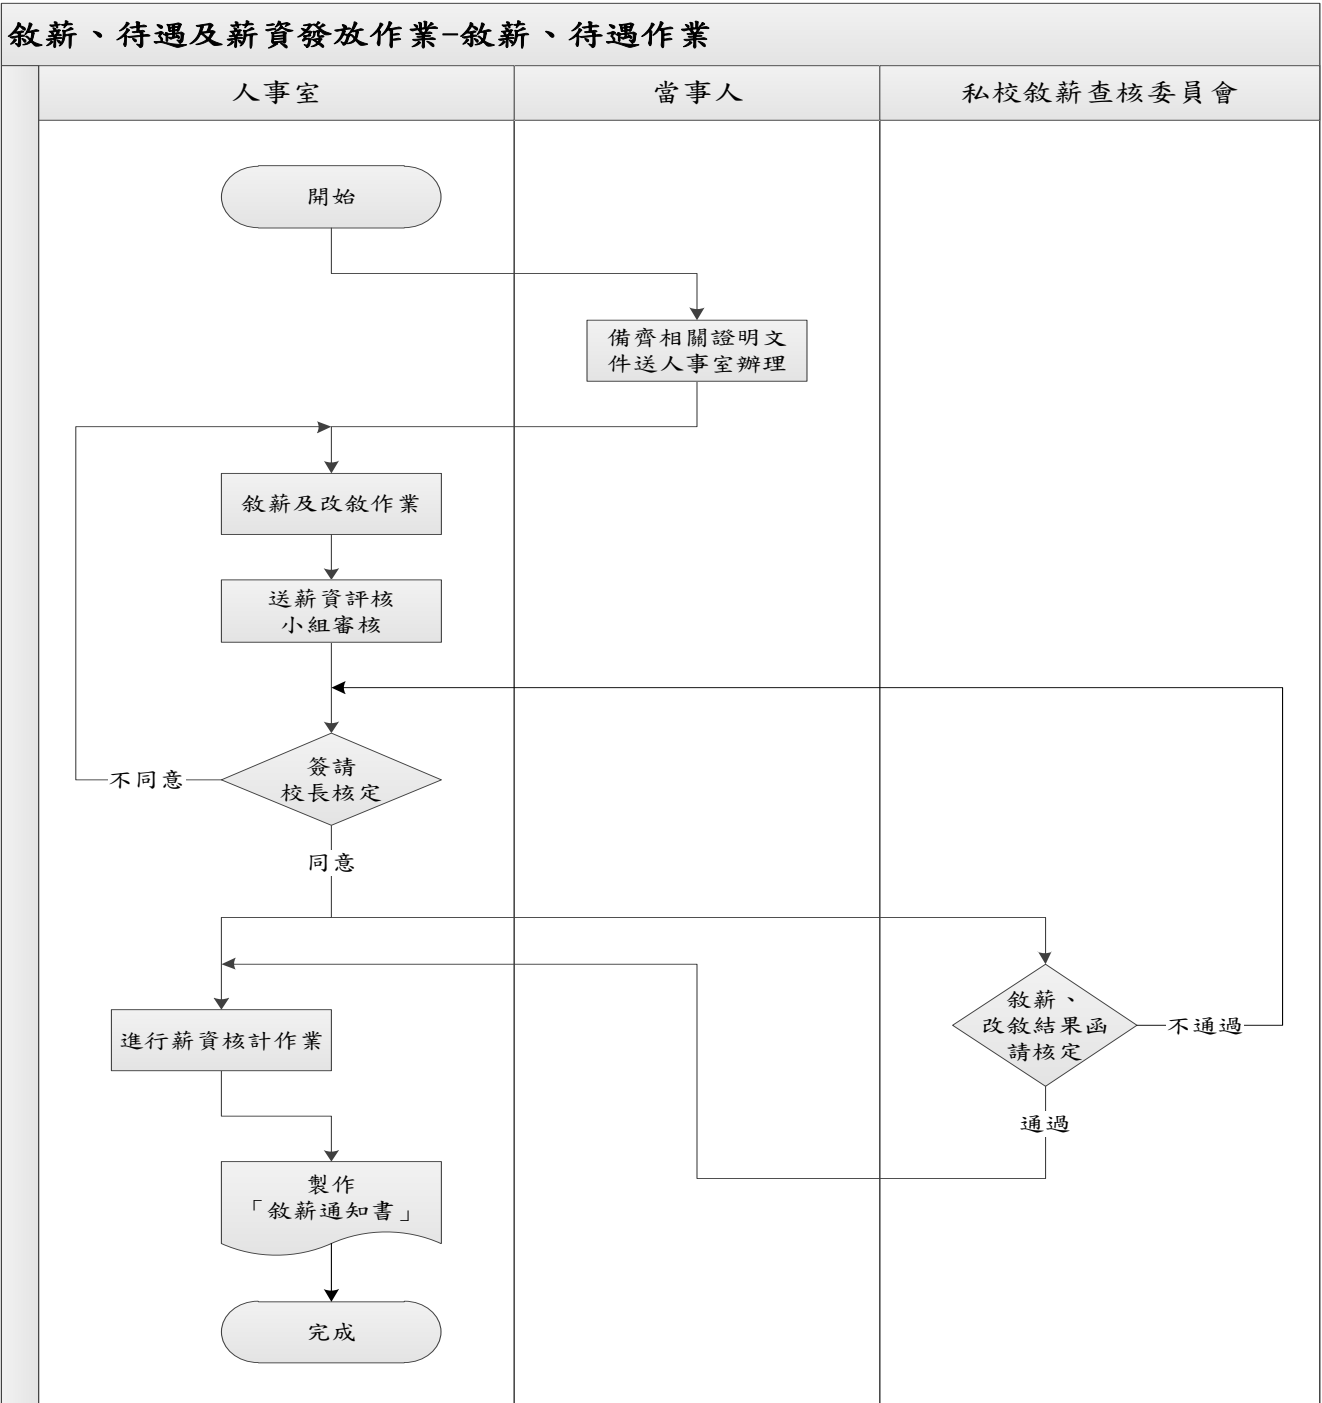 敘薪、待遇及薪資發放作業-敘薪、待遇作業
人事室
當事人
私校敘薪查核委員會
開始
備齊相關證明文
件送人事室辦理
敘薪及改敘作業
送薪資評核
小組審核
簽請
校長核定
不同意
同意
敘薪、
改敘結果函
請核定
不通過
進行薪資核計作業
通過
製作
「敘薪通知書」
完成